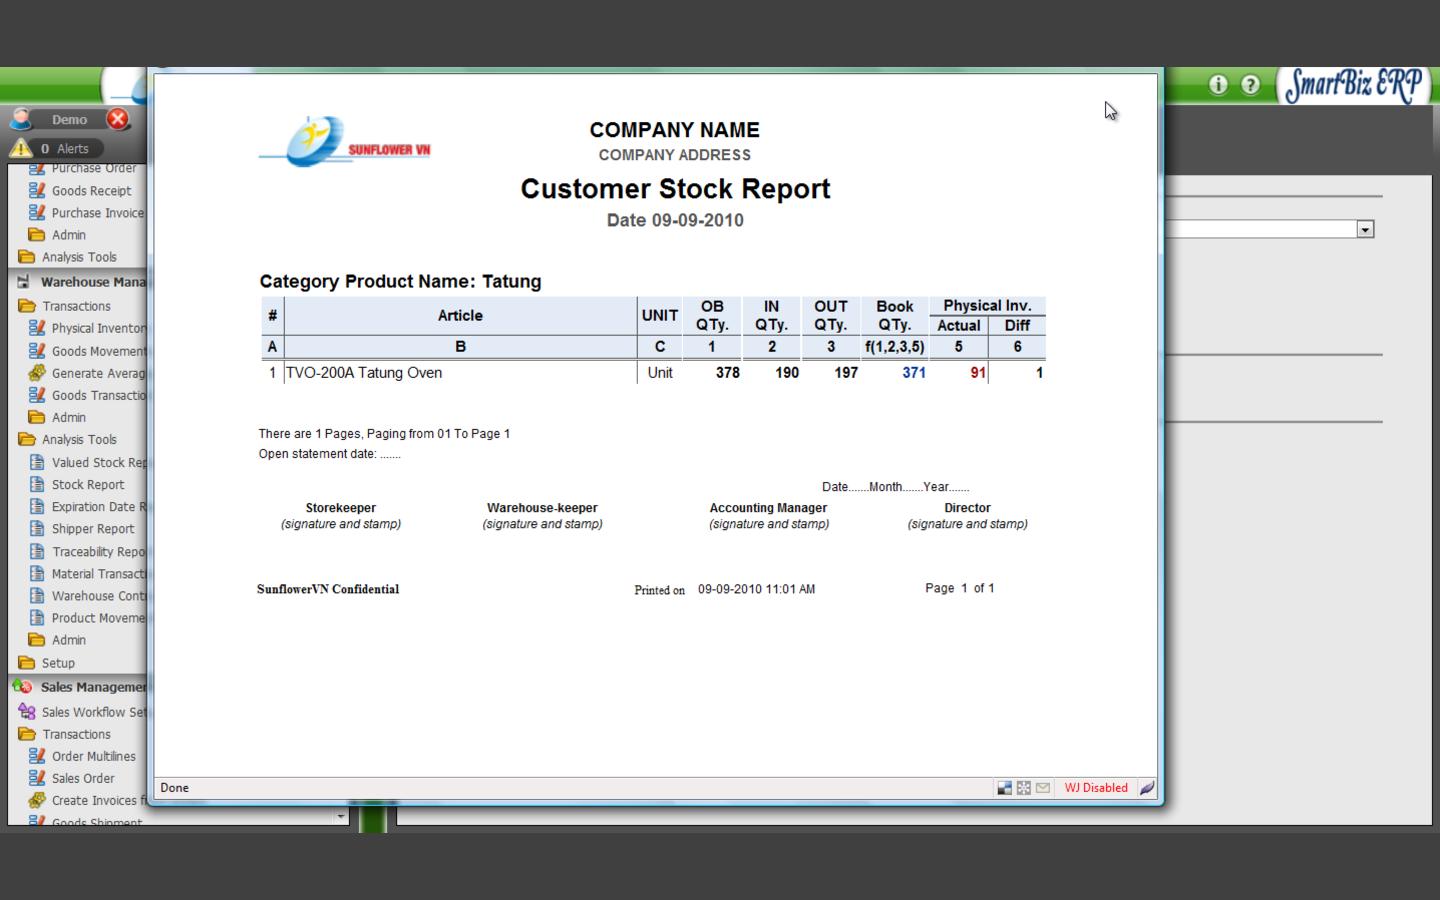 SmartBiz ERP
Demo
0 Alerts
Purchase Order
Goods Receipt
Purchase Invoice
Admin
Analysis Tools
Warehouse Mana
Transactions
Physical Inventor
Goods Movement
Generate Averag
Goods Transactio
Admin
Analysis Tools
Valued Stock Rep
Stock Report
Expiration Date R
Shipper Report
Traceability Repo
Material Transacti
Warehouse Cont
Product Moveme
Admin
Setup
Sales Managemen
Sales Workflow Set
Transactions
Order Multilines
Sales Order
Create Invoices f
Goods Shipment
SUNFLOWER VN
COMPANY NAME
COMPANY ADDRESS
Customer Stock Report
Date 09-09-2010
Category Product Name: Tatung
# Article UNIT OB QTy. IN QTy. OUT QTy. Book QTy. Physical Inv.
Actual Diff
A B C 1 2 3 f(1,2,3,5) 5 6
1 TVO-200A Tatung Oven Unit 378 190 197 371 91 1
There are 1 Pages, Paging from 01 To Page 1
Open statement date: .......
Date.......Month.......Year.......
Storekeeper Warehouse-keeper Accounting Manager Director
(signature and stamp) (signature and stamp) (signature and stamp) (signature and stamp)
SunflowerVN Confidential Printed on 09-09-2010 11:01 AM Page 1 of 1
Done WJ Disabled